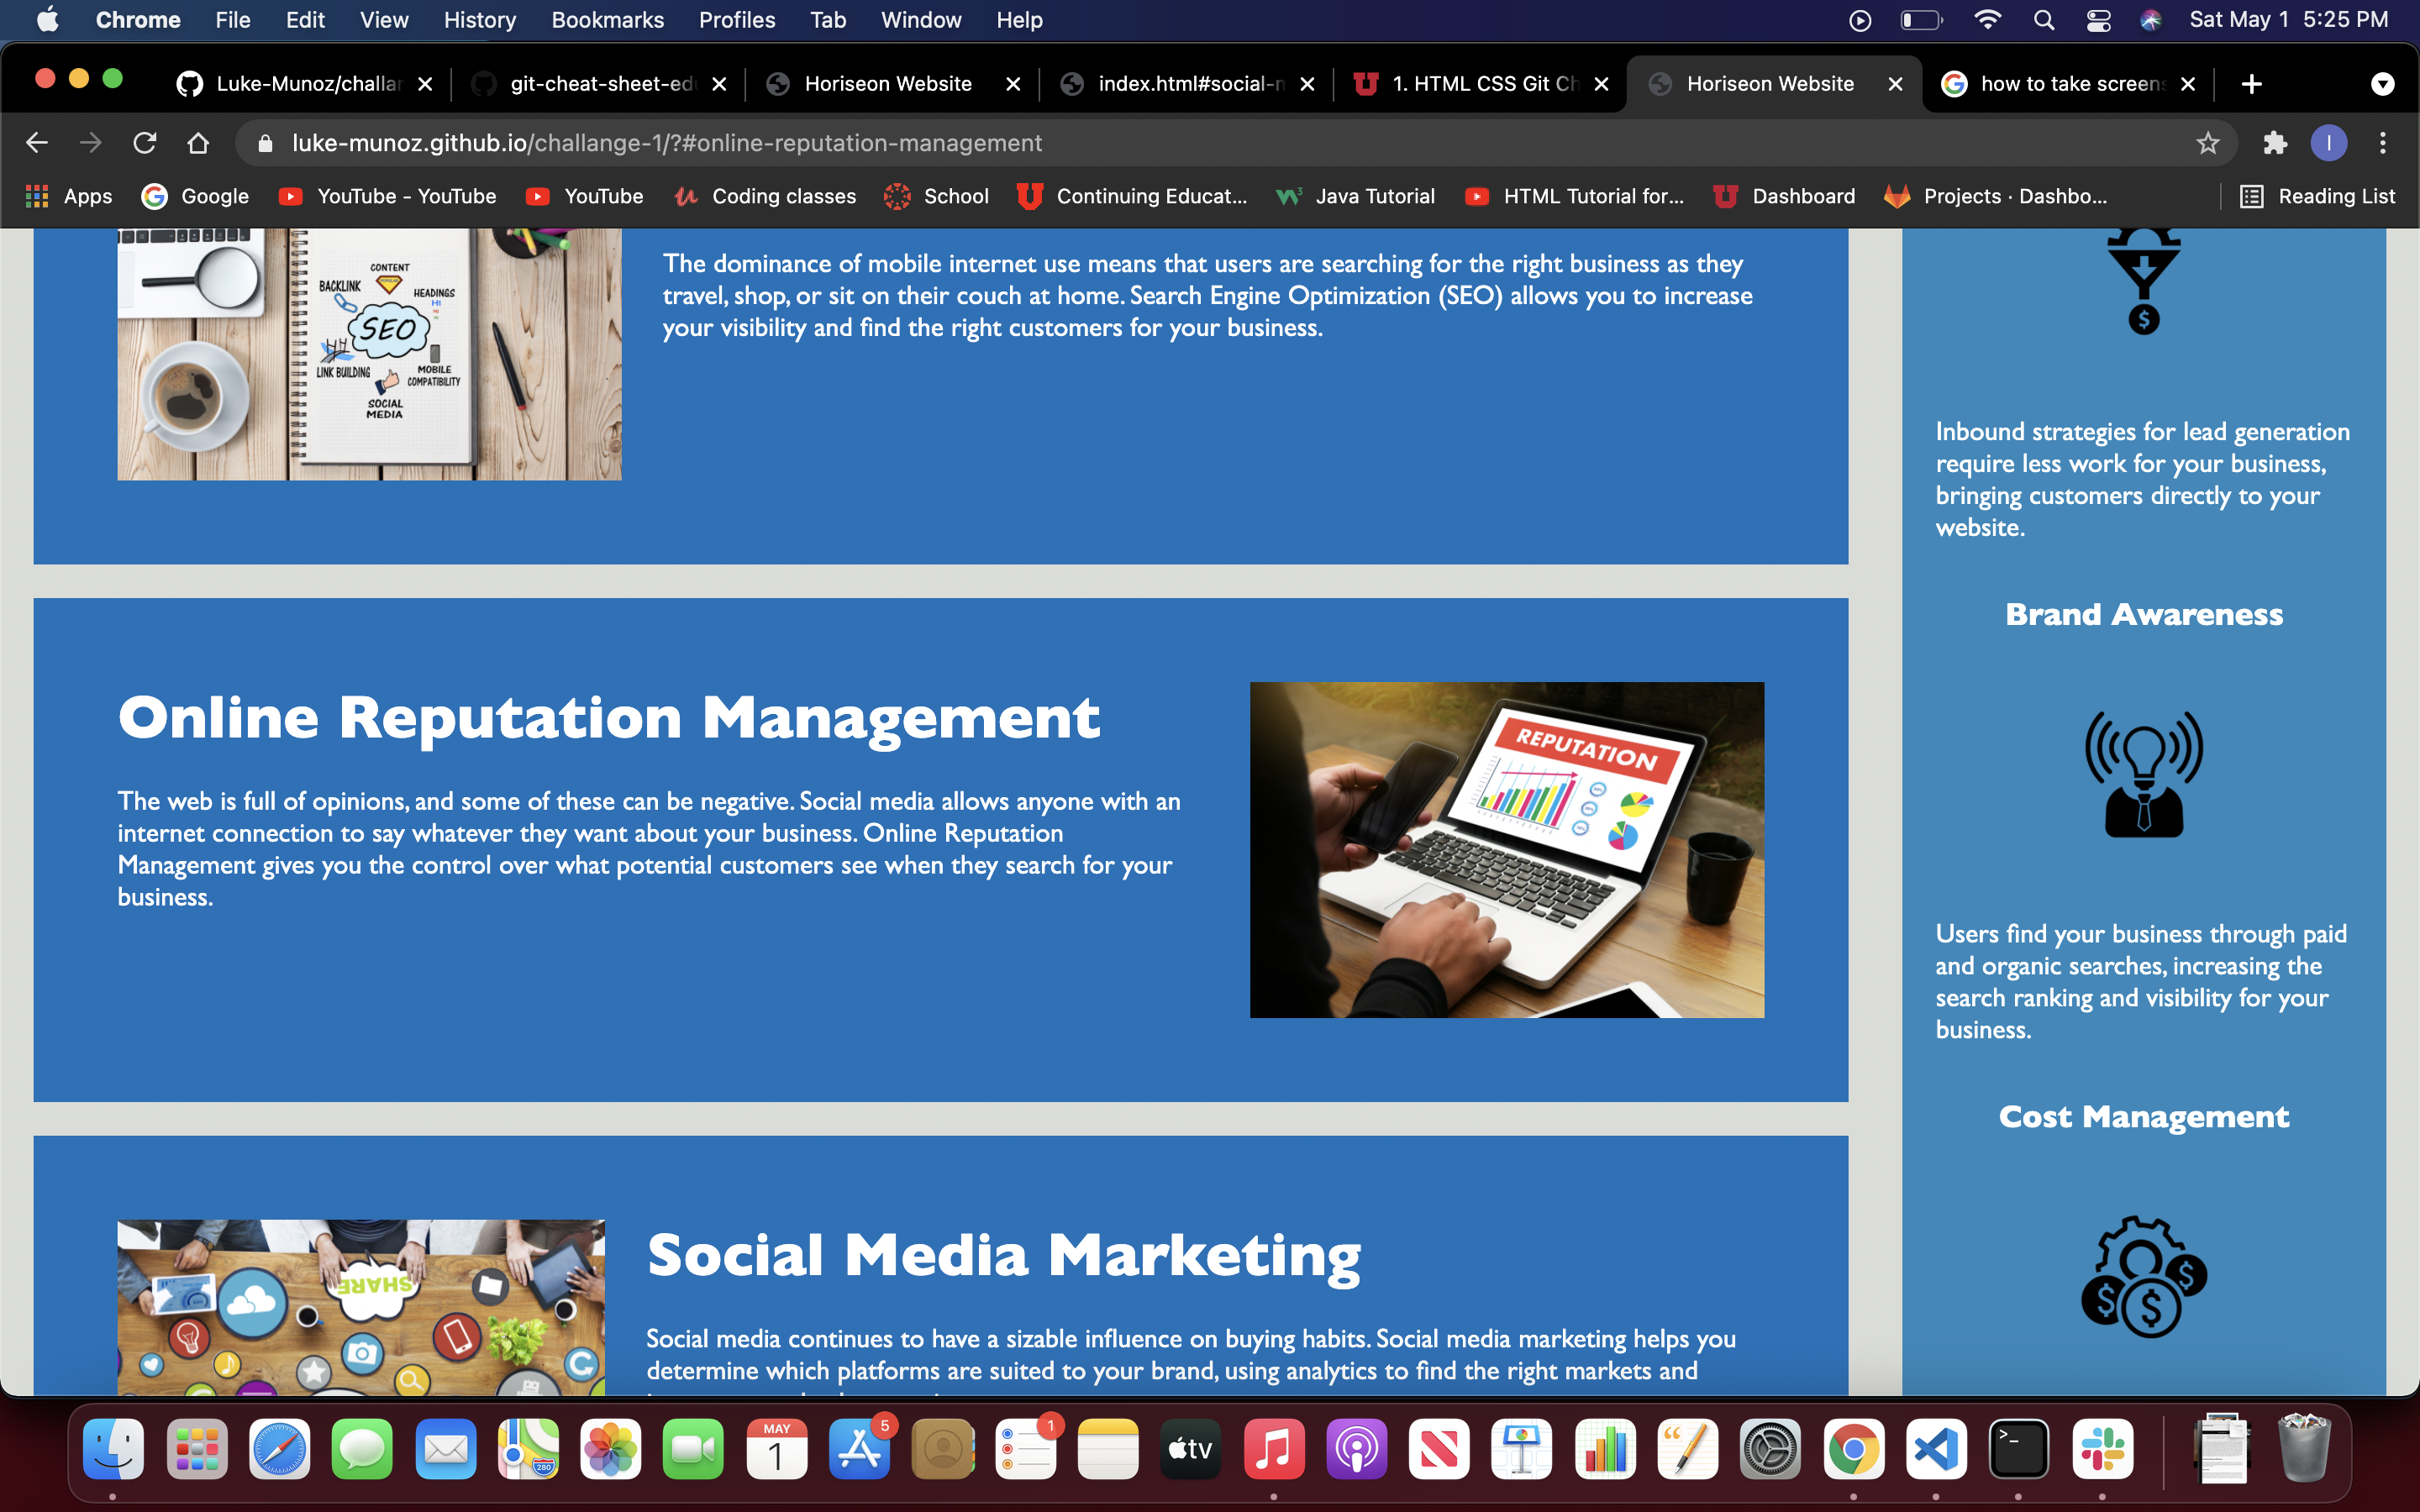 Chrome File Edit View History Bookmarks Profiles Tab Window Help Sat May 1 5:25 PM
Luke-Munoz/challan git-cheat-sheet-edu Horiseon Website index.html#social-m 1. HTML CSS Git Ch Horiseon Website how to take screens
luke-munoz.github.io/challange-1/?#online-reputation-management
Apps Google YouTube - YouTube YouTube Coding classes School Continuing Educat... Java Tutorial HTML Tutorial for... Dashboard Projects · Dashbo... Reading List
CONTENT
BACKLINK
HEADINGS
H1
SEO
LINK BUILDING
MOBILE
COMPATIBILITY
SOCIAL
MEDIA
The dominance of mobile internet use means that users are searching for the right business as they
travel, shop, or sit on their couch at home. Search Engine Optimization (SEO) allows you to increase
your visibility and find the right customers for your business.
Online Reputation Management
The web is full of opinions, and some of these can be negative. Social media allows anyone with an
internet connection to say whatever they want about your business. Online Reputation
Management gives you the control over what potential customers see when they search for your
business.
REPUTATION
SHARE
Social Media Marketing
Social media continues to have a sizable influence on buying habits. Social media marketing helps you
determine which platforms are suited to your brand, using analytics to find the right markets and
$
Inbound strategies for lead generation
require less work for your business,
bringing customers directly to your
website.
Brand Awareness
Users find your business through paid
and organic searches, increasing the
search ranking and visibility for your
business.
Cost Management
$ $ $
MAY
1
5
1
280
tv